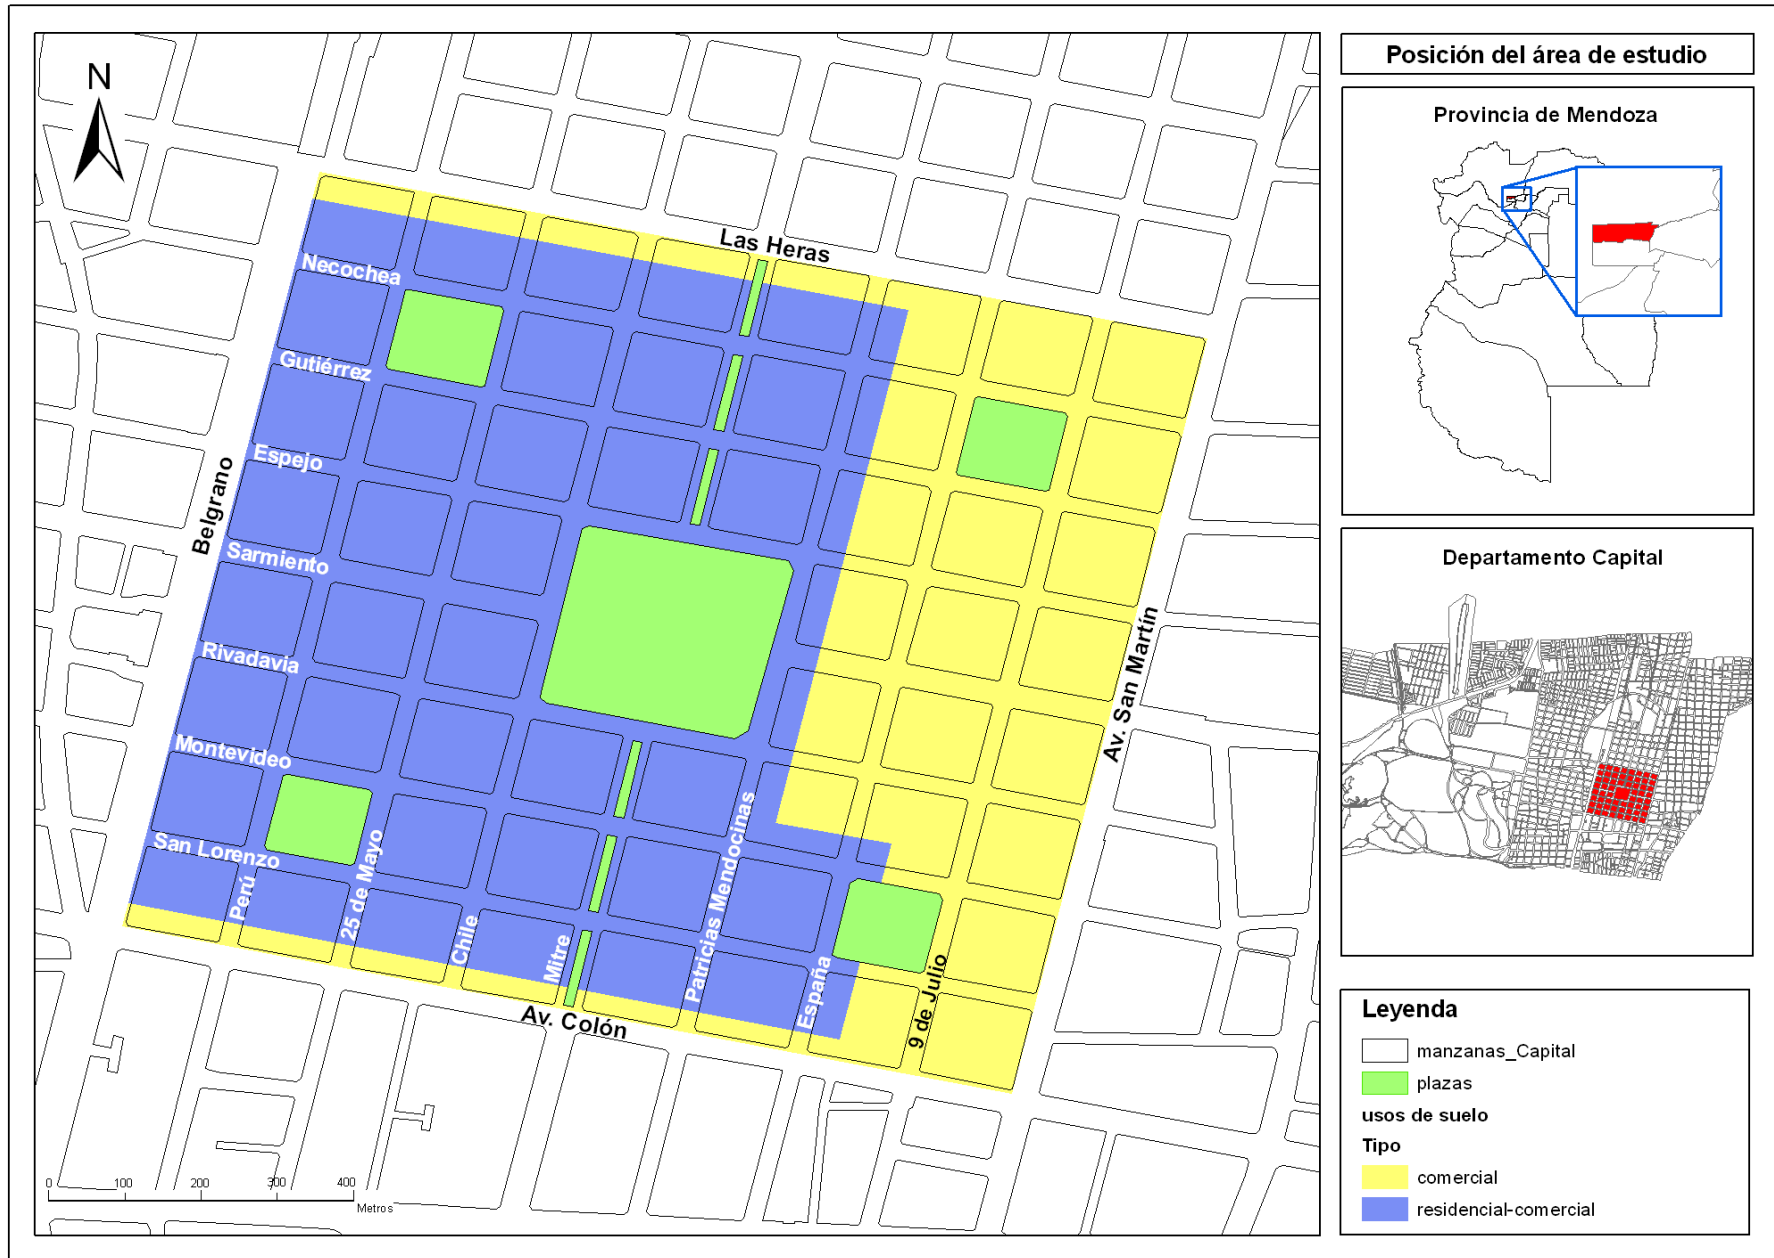 N
Las Heras
Necochea
Gutiérrez
Espejo
Belgrano
Sarmiento
Rivadavia
Montevideo
San Lorenzo
Perú
25 de Mayo
Chile
Mitre
Patricias Mendocinas
España
9 de Julio
Av. San Martín
Av. Colón
0 100 200 300 400
Metros
Posición del área de estudio
Provincia de Mendoza
Departamento Capital
Leyenda
manzanas_Capital
plazas
usos de suelo
Tipo
comercial
residencial-comercial